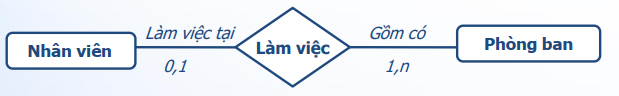 Làm việc tại
Gồm có
Nhân viên
Làm việc
Phòng ban
0,1
1,n